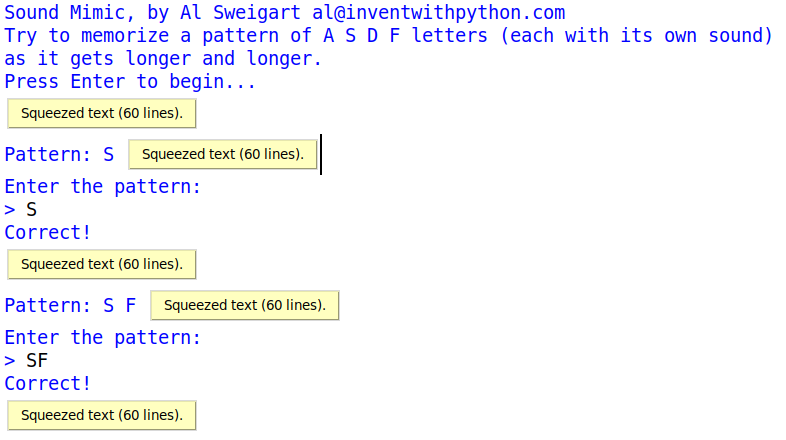 Sound Mimic, by Al Sweigart al@inventwithpython.com
Try to memorize a pattern of A S D F letters (each with its own sound)
as it gets longer and longer.
Press Enter to begin...
Squeezed text (60 lines).
Pattern: S Squeezed text (60 lines).
Enter the pattern:
> S
Correct!
Squeezed text (60 lines).
Pattern: S F Squeezed text (60 lines).
Enter the pattern:
> SF
Correct!
Squeezed text (60 lines).